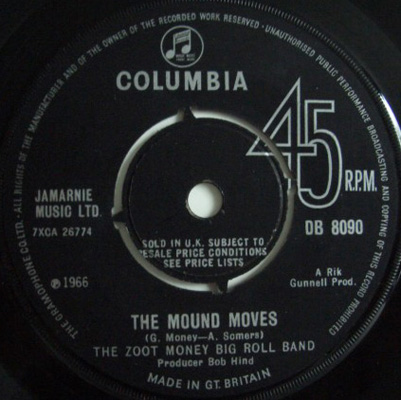 ALL RIGHTS OF THE MANUFACTURER AND OF THE OWNER OF THE RECORDED WORK RESERVED · UNAUTHORISED PUBLIC PERFORMANCE BROADCASTING AND COPYING OF THIS RECORD PROHIBITED
THE GRAMOPHONE CO. LTD.
COLUMBIA
45 R.P.M.
JAMARNIE
MUSIC LTD.
7XCA 26774
DB 8090
SOLD IN U.K. SUBJECT TO
RESALE PRICE CONDITIONS
SEE PRICE LISTS
℗ 1966
A Rik
Gunnell Prod.
THE MOUND MOVES
(G. Money—A. Somers)
THE ZOOT MONEY BIG ROLL BAND
Producer Bob Hind
MADE IN GT. BRITAIN